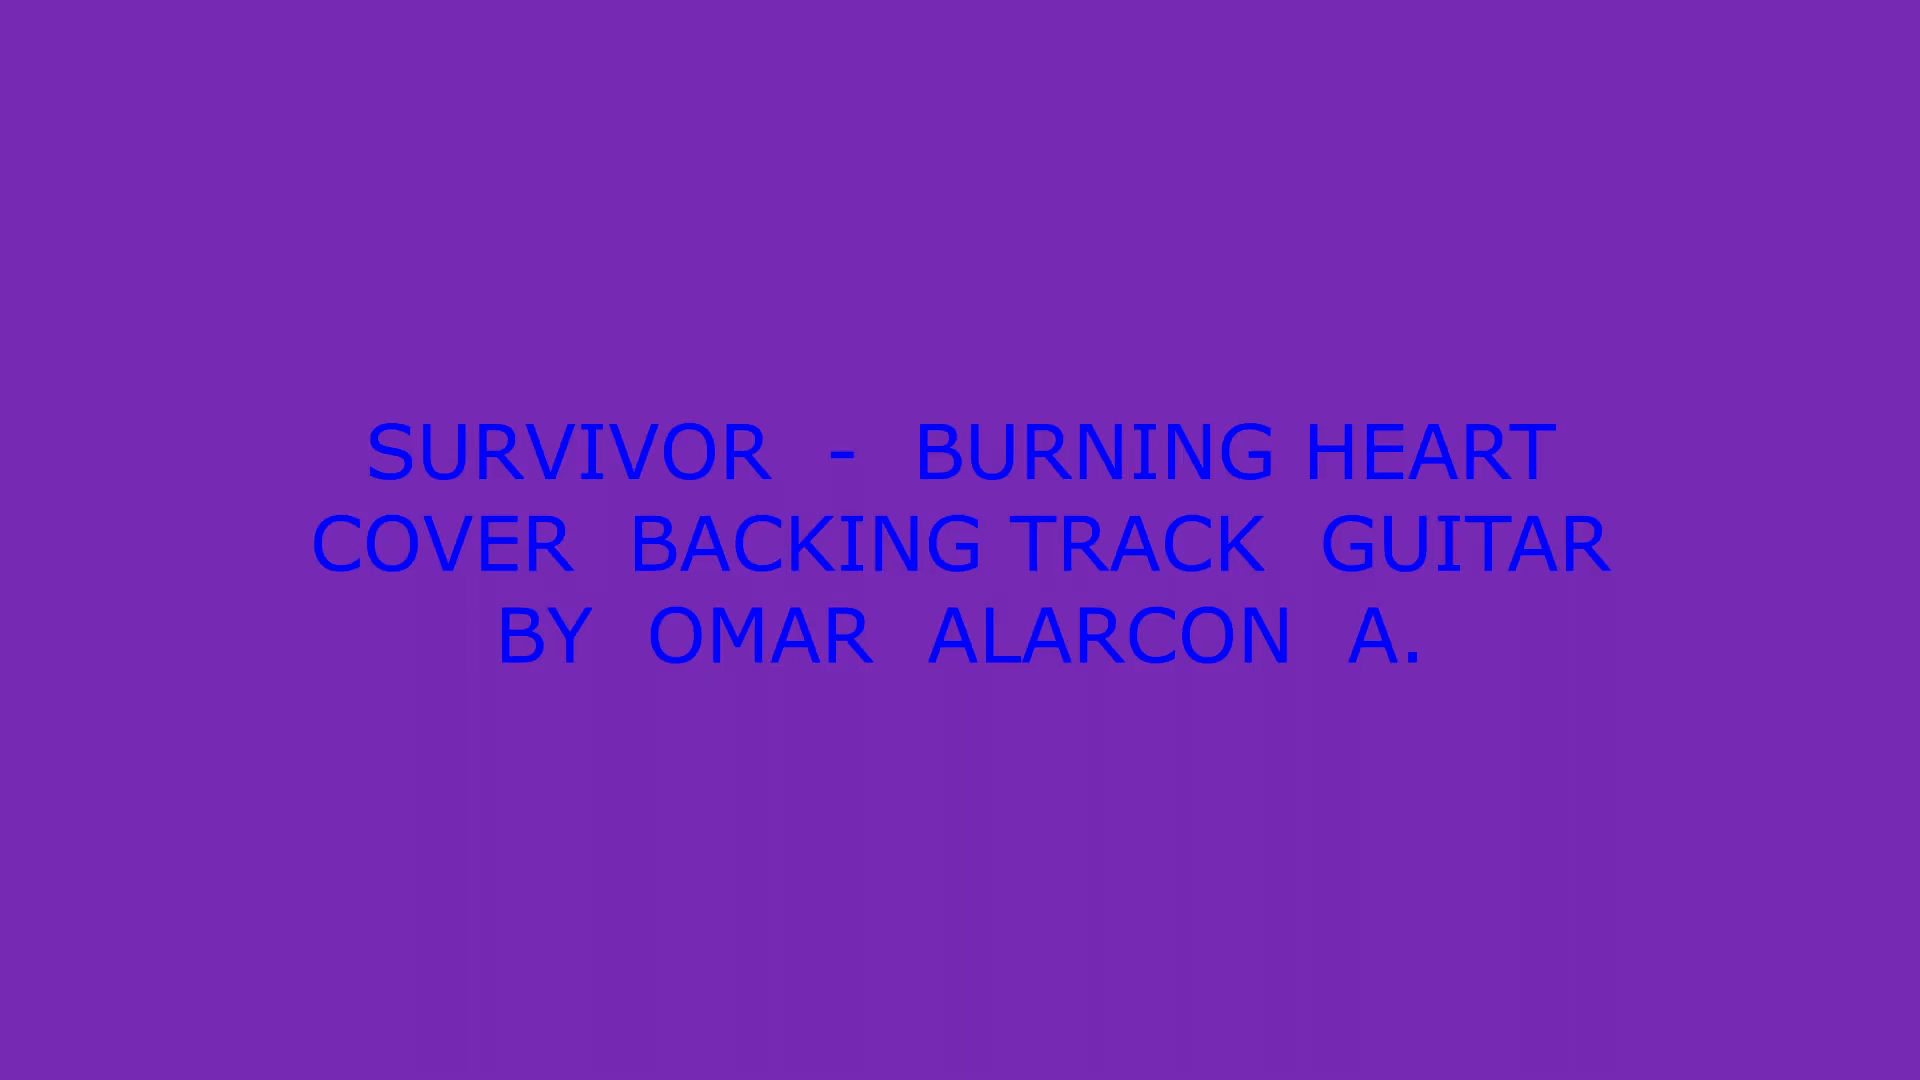 SURVIVOR  -  BURNING HEART
COVER  BACKING TRACK  GUITAR
BY  OMAR  ALARCON  A.